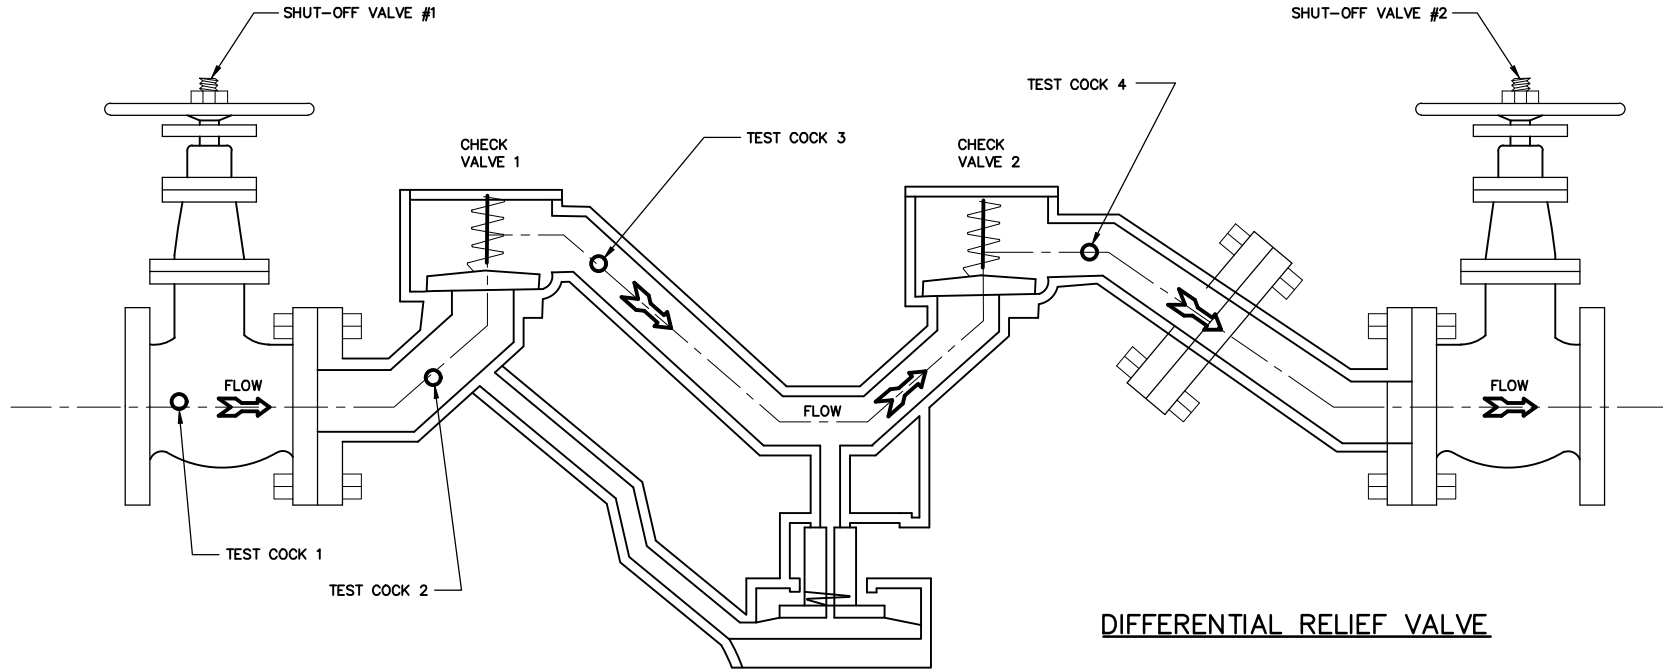 SHUT-OFF VALVE #1
SHUT-OFF VALVE #2
TEST COCK 4
TEST COCK 3
CHECK
VALVE 1
CHECK
VALVE 2
FLOW
FLOW
FLOW
TEST COCK 1
TEST COCK 2
DIFFERENTIAL RELIEF VALVE